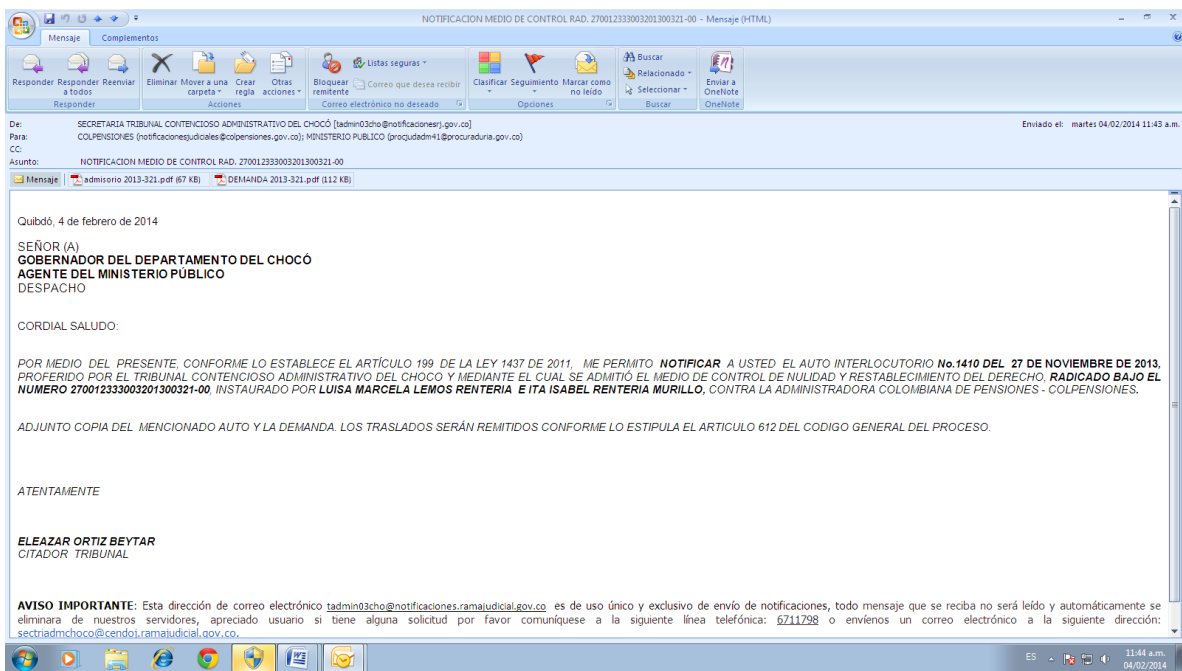 NOTIFICACION MEDIO DE CONTROL RAD. 27001233300320130032​1-00 - Mensaje (HTML)
Mensaje Complementos
Responder Responder a todos Reenviar
Eliminar Mover a una carpeta Crear regla Otras acciones
Bloquear remitente Listas seguras Correo que desea recibir
Clasificar Seguimiento Marcar como no leído
Buscar Relacionado Seleccionar
Enviar a OneNote
Responder Acciones Correo electrónico no deseado Opciones Buscar OneNote
De: SECRETARIA TRIBUNAL CONTENCIOSO ADMINISTRATIVO DEL CHOCÓ [tadmin03cho@notificacionesrj.gov.co] Enviado el: martes 04/02/2014 11:43 a.m.
Para: COLPENSIONES (notificacionesjudiciales@colpensiones.gov.co); MINISTERIO PUBLICO (procjudadm41@procuraduria.gov.co)
CC:
Asunto: NOTIFICACION MEDIO DE CONTROL RAD. 270012333003201300321-00
Mensaje admisorio 2013-321.pdf (67 KB) DEMANDA 2013-321.pdf (112 KB)
Quibdó, 4 de febrero de 2014
SEÑOR (A)
GOBERNADOR DEL DEPARTAMENTO DEL CHOCÓ
AGENTE DEL MINISTERIO PÚBLICO
DESPACHO
CORDIAL SALUDO:
POR MEDIO DEL PRESENTE, CONFORME LO ESTABLECE EL ARTÍCULO 199 DE LA LEY 1437 DE 2011, ME PERMITO NOTIFICAR A USTED EL AUTO INTERLOCUTORIO No.1410 DEL 27 DE NOVIEMBRE DE 2013,
PROFERIDO POR EL TRIBUNAL CONTENCIOSO ADMINISTRATIVO DEL CHOCO Y MEDIANTE EL CUAL SE ADMITIÓ EL MEDIO DE CONTROL DE NULIDAD Y RESTABLECIMIENTO DEL DERECHO, RADICADO BAJO EL
NUMERO 270012333003201300321-00, INSTAURADO POR LUISA MARCELA LEMOS RENTERIA E ITA ISABEL RENTERIA MURILLO, CONTRA LA ADMINISTRADORA COLOMBIANA DE PENSIONES - COLPENSIONES.
ADJUNTO COPIA DEL MENCIONADO AUTO Y LA DEMANDA. LOS TRASLADOS SERÁN REMITIDOS CONFORME LO ESTIPULA EL ARTICULO 612 DEL CODIGO GENERAL DEL PROCESO.
ATENTAMENTE
ELEAZAR ORTIZ BEYTAR
CITADOR TRIBUNAL
AVISO IMPORTANTE: Esta dirección de correo electrónico tadmin03cho@notificaciones.ramajudicial.gov.co es de uso único y exclusivo de envío de notificaciones, todo mensaje que se reciba no será leído y automáticamente se
eliminara de nuestros servidores, apreciado usuario si tiene alguna solicitud por favor comuníquese a la siguiente línea telefónica: 6711798 o envíenos un correo electrónico a la siguiente dirección:
sectriadmchoco@cendoj.ramajudicial.gov.co.
ES 11:44 a.m.
04/02/2014